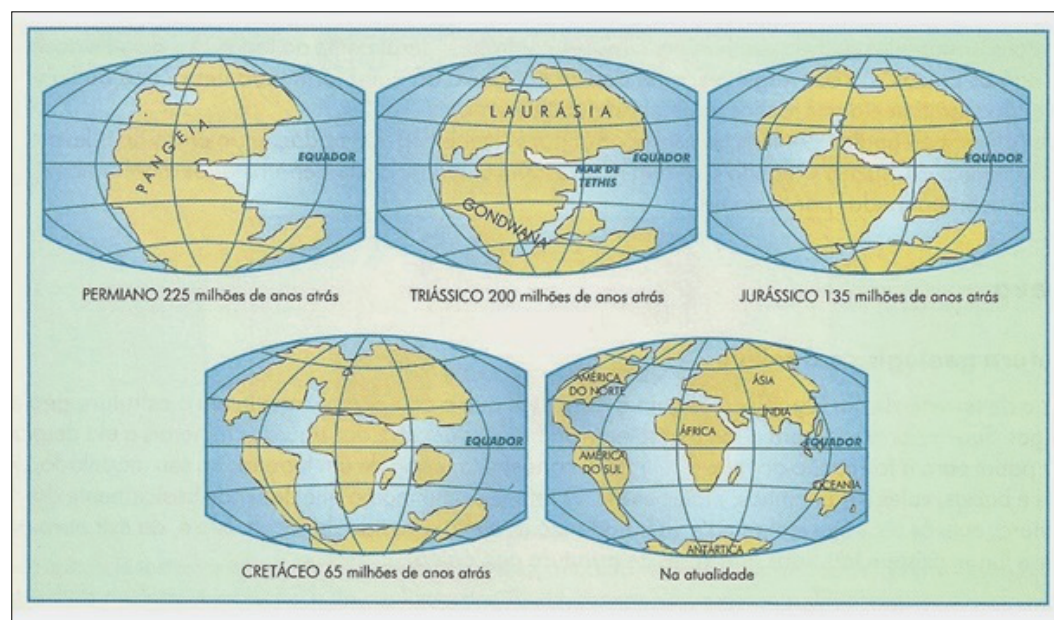 PANGEIA
EQUADOR
PERMIANO 225 milhões de anos atrás
LAURÁSIA
EQUADOR
MAR DE
TETHIS
GONDWANA
TRIÁSSICO 200 milhões de anos atrás
EQUADOR
JURÁSSICO 135 milhões de anos atrás
EQUADOR
CRETÁCEO 65 milhões de anos atrás
AMÉRICA
DO NORTE
ÁSIA
ÍNDIA
ÁFRICA
EQUADOR
AMÉRICA
DO SUL
OCEANIA
ANTÁRTICA
Na atualidade